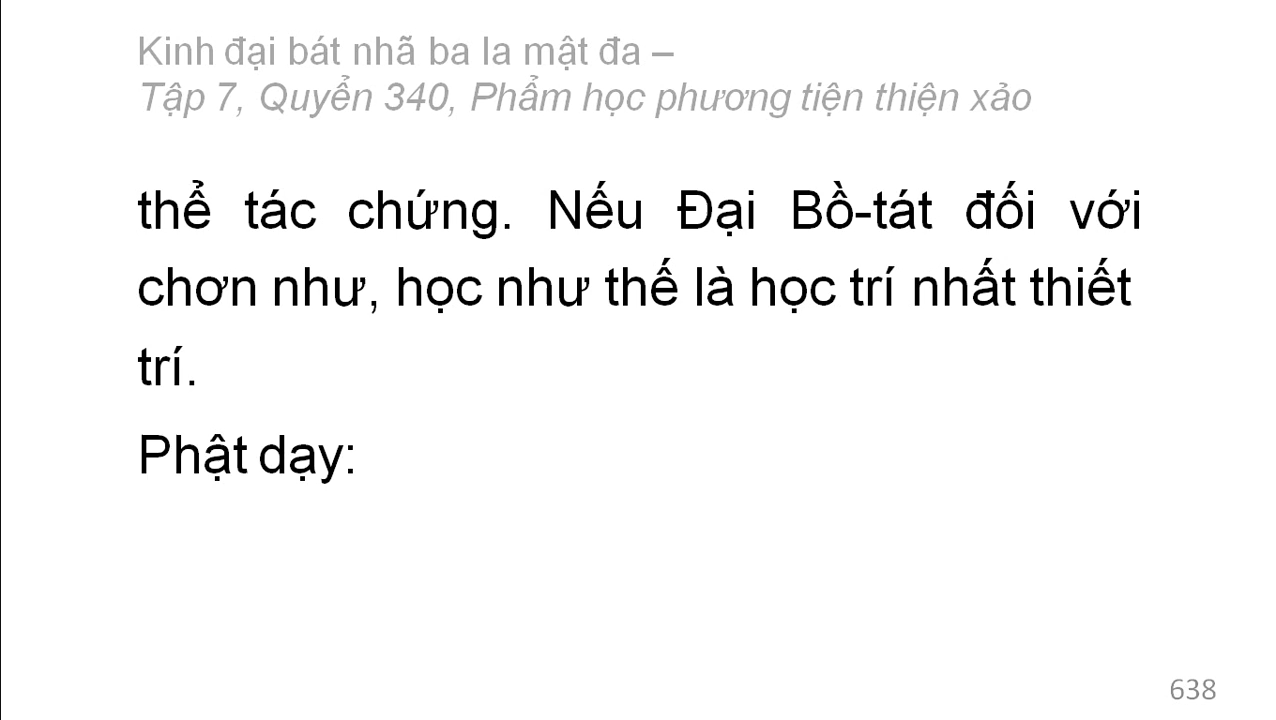 Kinh đại bát nhã ba la mật đa –
Tập 7, Quyển 340, Phẩm học phương tiện thiện xảo
thể tác chứng. Nếu Đại Bồ-tát đối với
chơn như, học như thế là học trí nhất thiết
trí.
Phật dạy:
638